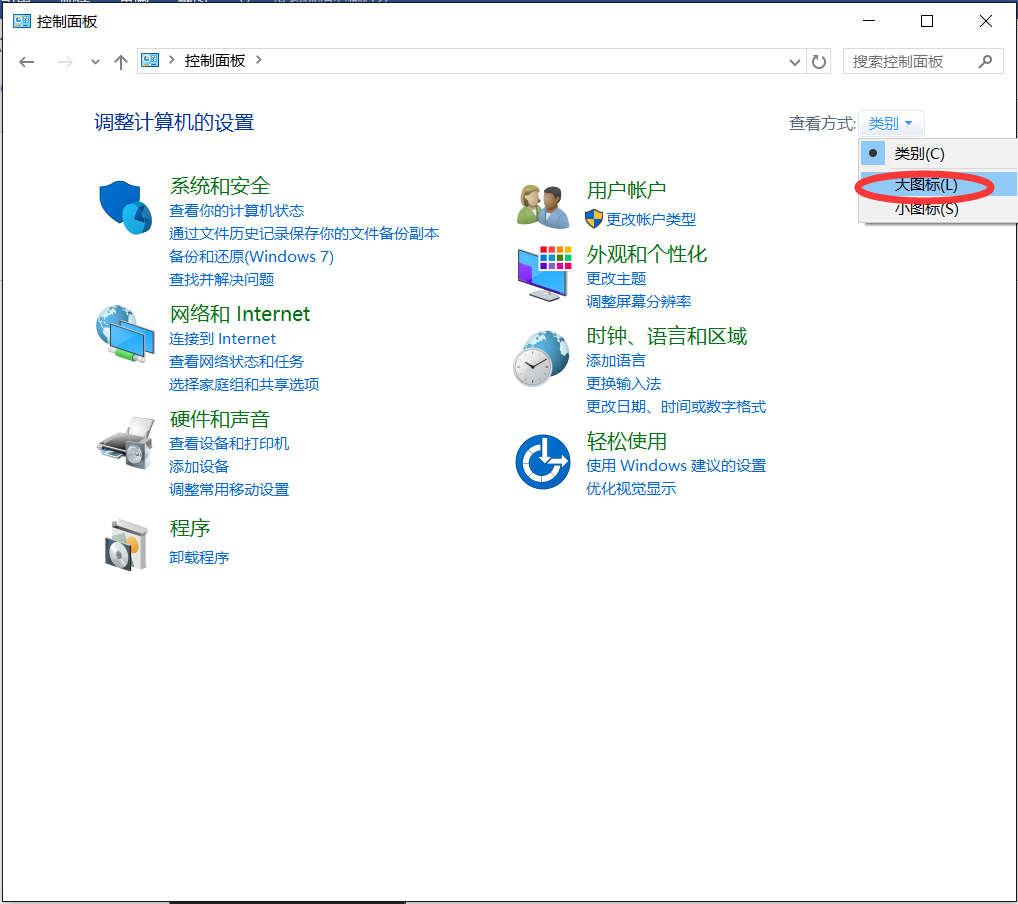 控制面板
控制面板
搜索控制面板
调整计算机的设置
查看方式: 类别
类别(C)
大图标(L)
小图标(S)
系统和安全
查看你的计算机状态
通过文件历史记录保存你的文件备份副本
备份和还原(Windows 7)
查找并解决问题
网络和 Internet
连接到 Internet
查看网络状态和任务
选择家庭组和共享选项
硬件和声音
查看设备和打印机
添加设备
调整常用移动设置
程序
卸载程序
用户帐户
更改帐户类型
外观和个性化
更改主题
调整屏幕分辨率
时钟、语言和区域
添加语言
更换输入法
更改日期、时间或数字格式
轻松使用
使用 Windows 建议的设置
优化视觉显示